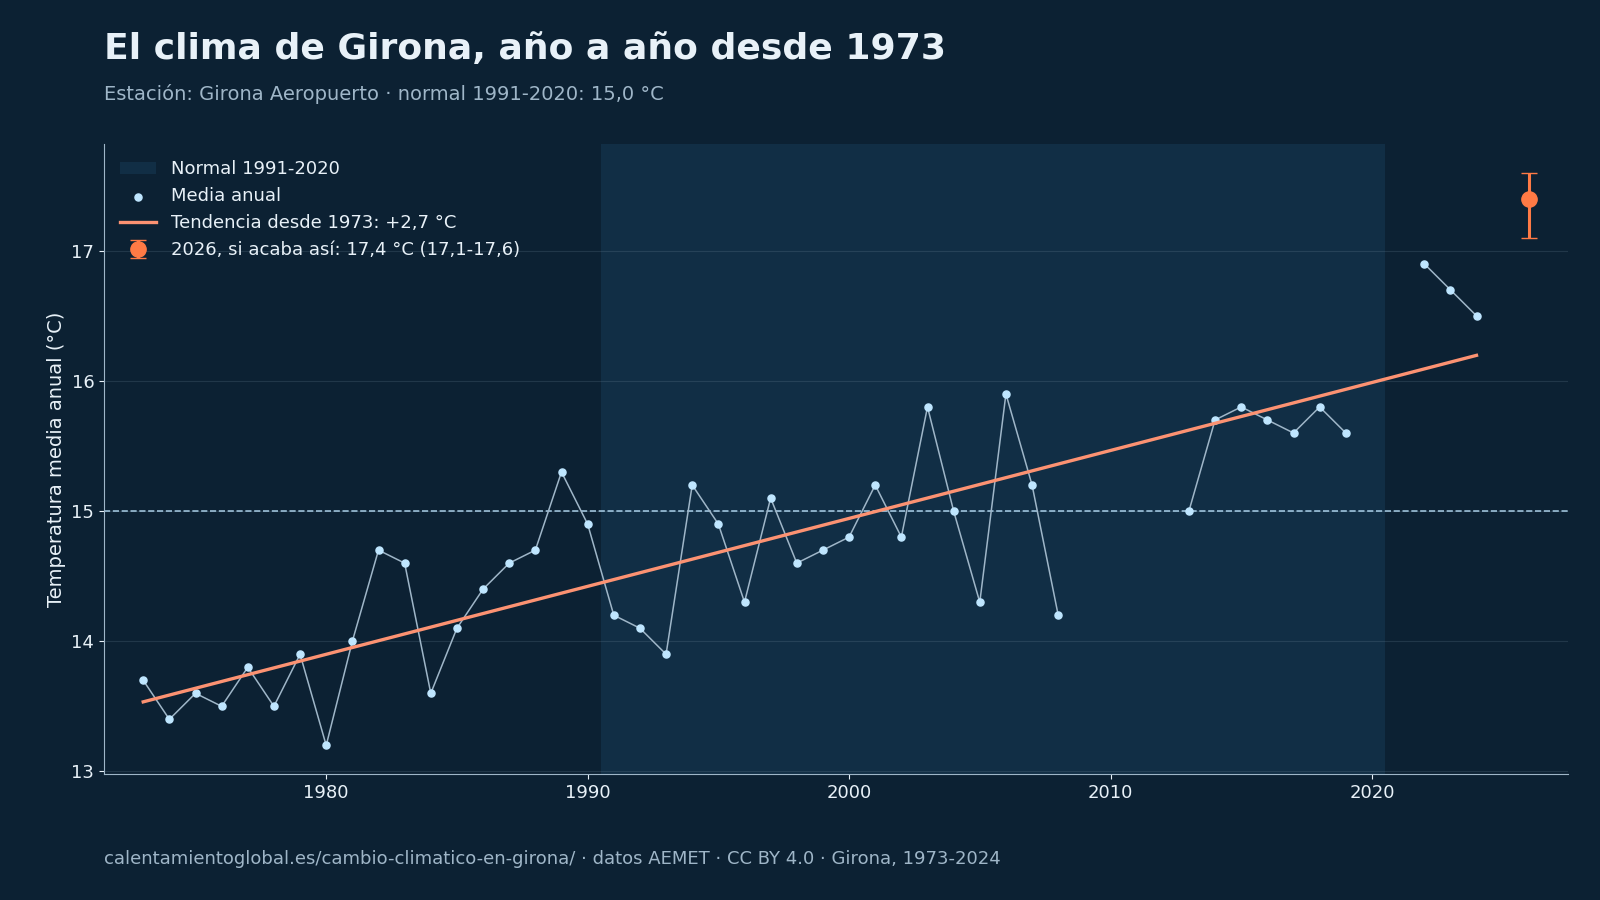 El clima de Girona, año a año desde 1973
Estación: Girona Aeropuerto · normal 1991-2020: 15,0 °C
Normal 1991-2020
Media anual
Tendencia desde 1973: +2,7 °C
2026, si acaba así: 17,4 °C (17,1-17,6)
Temperatura media anual (°C)
17
16
15
14
13
1980 1990 2000 2010 2020
calentamientoglobal.es/cambio-climatico-en-girona/ · datos AEMET · CC BY 4.0 · Girona, 1973-2024